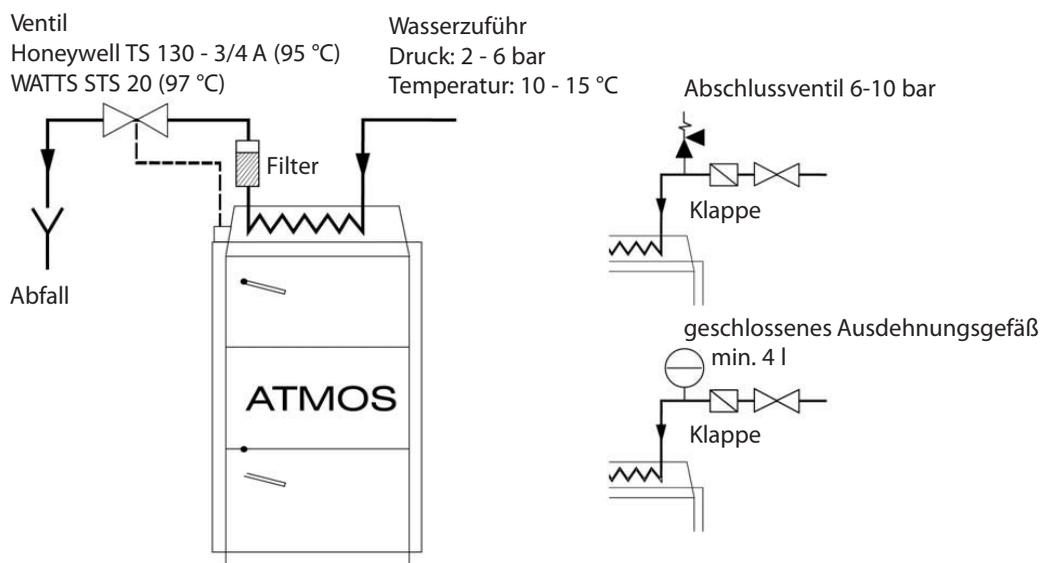 Ventil
Honeywell TS 130 - 3/4 A (95 °C)
WATTS STS 20 (97 °C)
Wasserzuführ
Druck: 2 - 6 bar
Temperatur: 10 - 15 °C
Filter
Abfall
ATMOS
Abschlussventil 6-10 bar
Klappe
geschlossenes Ausdehnungsgefäß
min. 4 l
Klappe